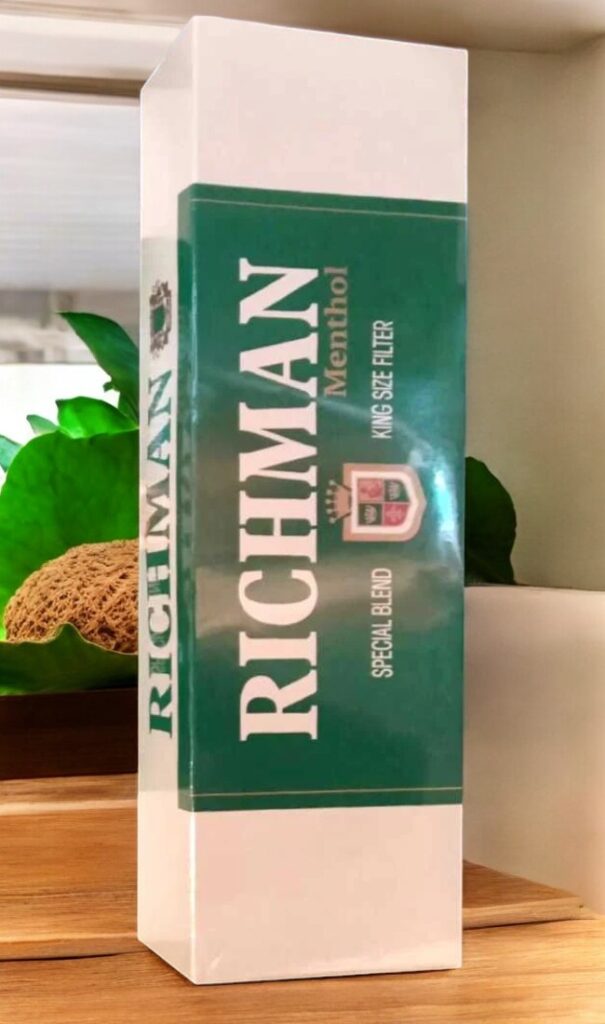 RICHMAN
RICHMAN
Menthol
SPECIAL BLEND
KING SIZE FILTER